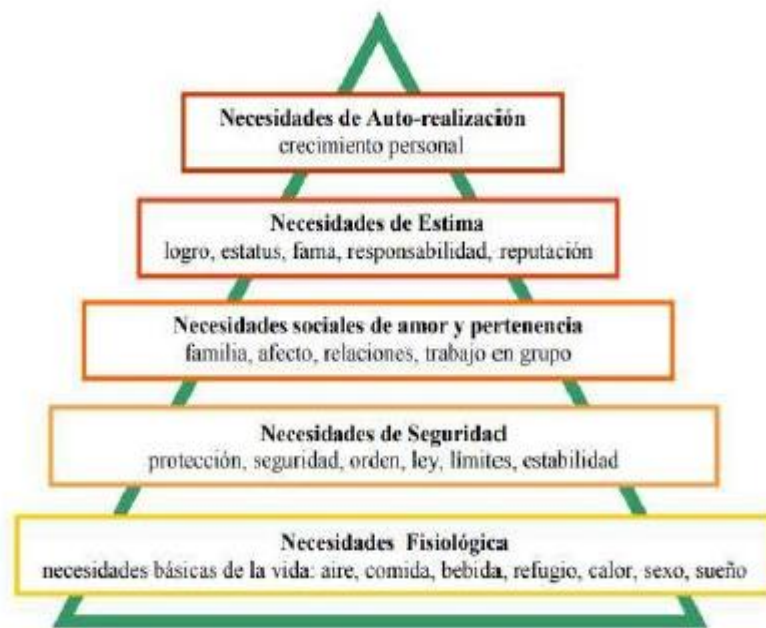 Necesidades de Auto-realización
crecimiento personal
Necesidades de Estima
logro, estatus, fama, responsabilidad, reputación
Necesidades sociales de amor y pertenencia
familia, afecto, relaciones, trabajo en grupo
Necesidades de Seguridad
protección, seguridad, orden, ley, límites, estabilidad
Necesidades Fisiológica
necesidades básicas de la vida: aire, comida, bebida, refugio, calor, sexo, sueño